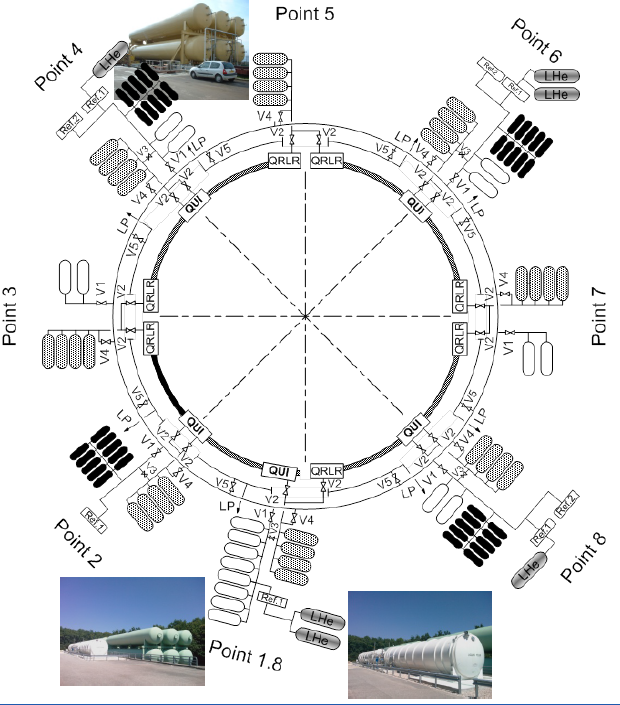 Point 5
Point 4
LHe
Ref.2
Ref.1
Point 6
Ref.2
Ref.1
LHe
LHe
V4
V2
V2
V3
V1
LP
V5
V5
LP
V4
V3
V1
LP
V4
V2
V2
QRLR
QRLR
V2
V2
QUI
QUI
LP
V5
V5
Point 3
V1
V2
QRLR
QRLR
V2
V4
Point 7
V4
V2
QRLR
QRLR
V2
V1
V5
LP
V1
V3
V4
V2
V2
QUI
QUI
V2
V2
V5
LP
V4
V3
V1
LP
V5
Ref.1
Point 2
V5
LP
QUI
QRLR
V2
V2
V1
V3
V4
Ref.1
LHe
LHe
Point 1.8
Ref.2
Ref.1
LHe
Point 8